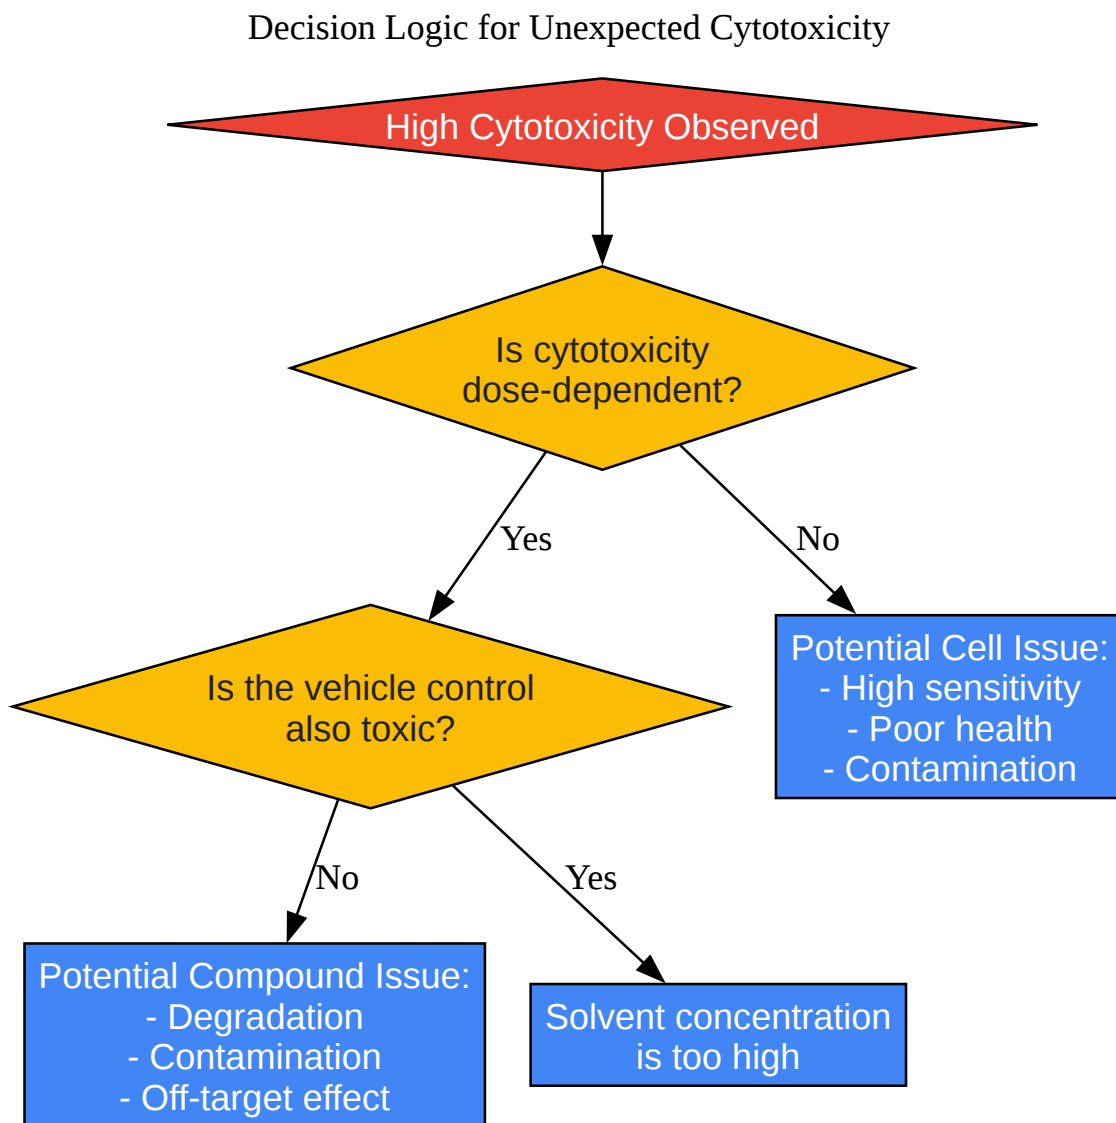 Decision Logic for Unexpected Cytotoxicity
High Cytotoxicity Observed
Is cytotoxicity
dose-dependent?
Yes
No
Is the vehicle control
also toxic?
Potential Cell Issue:
- High sensitivity
- Poor health
- Contamination
No
Yes
Potential Compound Issue:
- Degradation
- Contamination
- Off-target effect
Solvent concentration
is too high